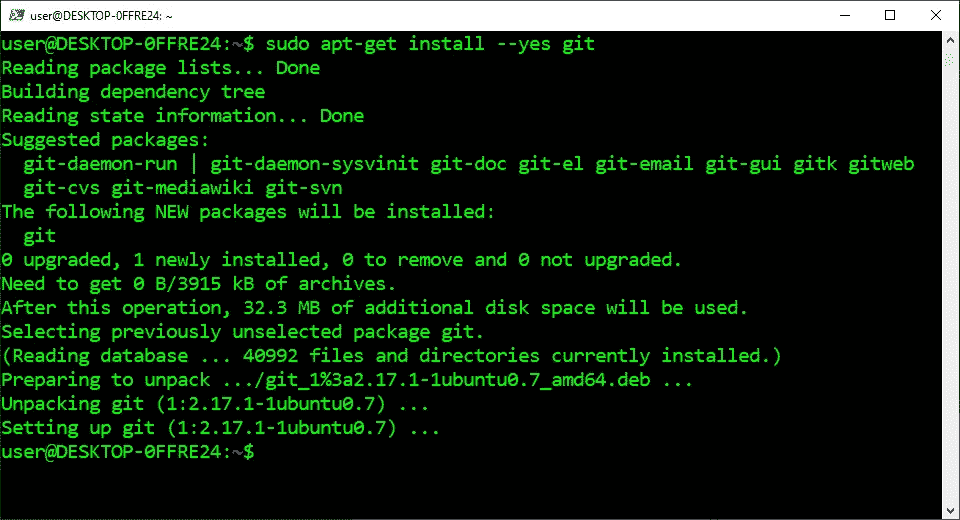 user@DESKTOP-0FFRE24: ~
user@DESKTOP-0FFRE24:~$ sudo apt-get install --yes git
Reading package lists... Done
Building dependency tree
Reading state information... Done
Suggested packages:
  git-daemon-run | git-daemon-sysvinit git-doc git-el git-email git-gui gitk gitweb
  git-cvs git-mediawiki git-svn
The following NEW packages will be installed:
  git
0 upgraded, 1 newly installed, 0 to remove and 0 not upgraded.
Need to get 0 B/3915 kB of archives.
After this operation, 32.3 MB of additional disk space will be used.
Selecting previously unselected package git.
(Reading database ... 40992 files and directories currently installed.)
Preparing to unpack .../git_1%3a2.17.1-1ubuntu0.7_amd64.deb ...
Unpacking git (1:2.17.1-1ubuntu0.7) ...
Setting up git (1:2.17.1-1ubuntu0.7) ...
user@DESKTOP-0FFRE24:~$